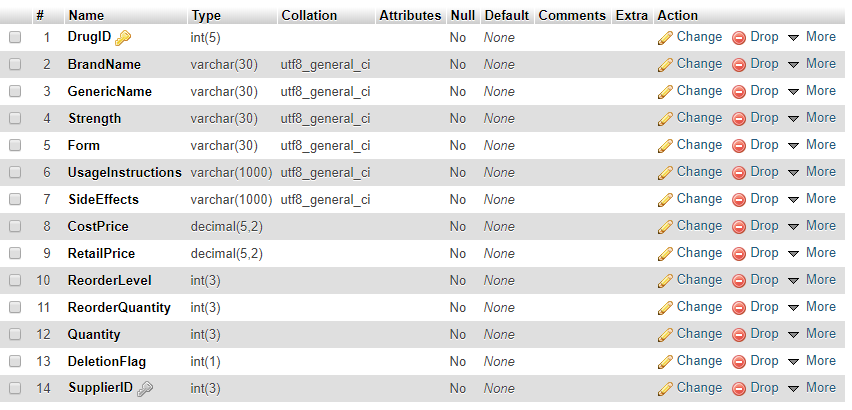 # Name Type Collation Attributes Null Default Comments Extra Action
1 DrugID int(5) No None Change Drop More
2 BrandName varchar(30) utf8_general_ci No None Change Drop More
3 GenericName varchar(30) utf8_general_ci No None Change Drop More
4 Strength varchar(30) utf8_general_ci No None Change Drop More
5 Form varchar(30) utf8_general_ci No None Change Drop More
6 UsageInstructions varchar(1000) utf8_general_ci No None Change Drop More
7 SideEffects varchar(1000) utf8_general_ci No None Change Drop More
8 CostPrice decimal(5,2) No None Change Drop More
9 RetailPrice decimal(5,2) No None Change Drop More
10 ReorderLevel int(3) No None Change Drop More
11 ReorderQuantity int(3) No None Change Drop More
12 Quantity int(3) No None Change Drop More
13 DeletionFlag int(1) No None Change Drop More
14 SupplierID int(3) No None Change Drop More